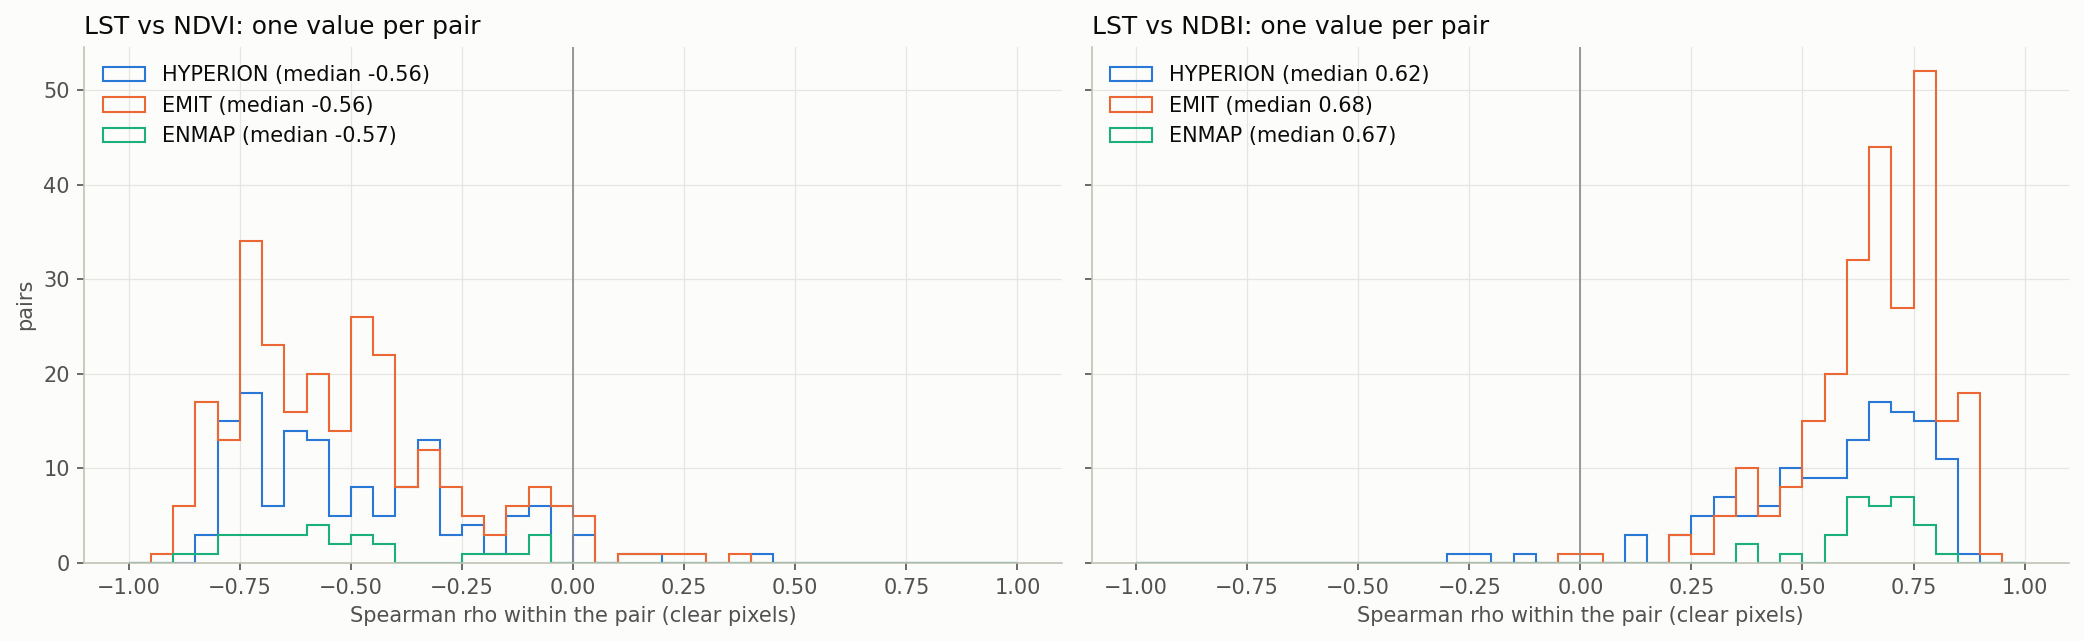 LST vs NDVI: one value per pair
HYPERION (median -0.56)
EMIT (median -0.56)
ENMAP (median -0.57)
50
40
30
20
10
0
pairs
−1.00 −0.75 −0.50 −0.25 0.00 0.25 0.50 0.75 1.00
Spearman rho within the pair (clear pixels)
LST vs NDBI: one value per pair
HYPERION (median 0.62)
EMIT (median 0.68)
ENMAP (median 0.67)
−1.00 −0.75 −0.50 −0.25 0.00 0.25 0.50 0.75 1.00
Spearman rho within the pair (clear pixels)